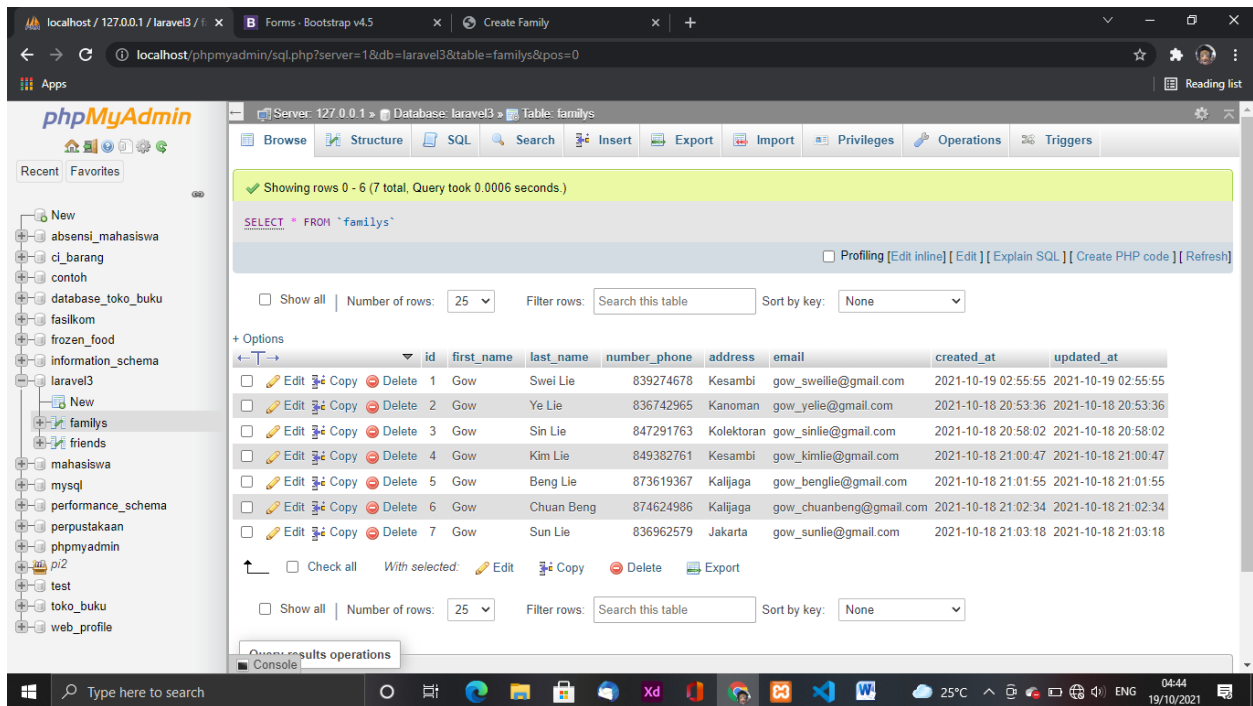 localhost / 127.0.0.1 / laravel3 / f
B Forms · Bootstrap v4.5
Create Family
localhost/phpmyadmin/sql.php?server=1&db=laravel3&table=familys&pos=0
Apps
Reading list
phpMyAdmin
Recent Favorites
New
absensi_mahasiswa
ci_barang
contoh
database_toko_buku
fasilkom
frozen_food
information_schema
laravel3
New
familys
friends
mahasiswa
mysql
performance_schema
perpustakaan
phpmyadmin
pi2
test
toko_buku
web_profile
Server: 127.0.0.1 » Database: laravel3 » Table: familys
Browse Structure SQL Search Insert Export Import Privileges Operations Triggers
Showing rows 0 - 6 (7 total, Query took 0.0006 seconds.)
SELECT * FROM `familys`
Profiling [Edit inline] [ Edit ] [ Explain SQL ] [ Create PHP code ] [ Refresh]
Show all | Number of rows: 25 Filter rows: Search this table Sort by key: None
+ Options
←T→ id first_name last_name number_phone address email created_at updated_at
Edit Copy Delete 1 Gow Swei Lie 839274678 Kesambi gow_sweilie@gmail.com 2021-10-19 02:55:55 2021-10-19 02:55:55
Edit Copy Delete 2 Gow Ye Lie 836742965 Kanoman gow_yelie@gmail.com 2021-10-18 20:53:36 2021-10-18 20:53:36
Edit Copy Delete 3 Gow Sin Lie 847291763 Kolektoran gow_sinlie@gmail.com 2021-10-18 20:58:02 2021-10-18 20:58:02
Edit Copy Delete 4 Gow Kim Lie 849382761 Kesambi gow_kimlie@gmail.com 2021-10-18 21:00:47 2021-10-18 21:00:47
Edit Copy Delete 5 Gow Beng Lie 873619367 Kalijaga gow_benglie@gmail.com 2021-10-18 21:01:55 2021-10-18 21:01:55
Edit Copy Delete 6 Gow Chuan Beng 874624986 Kalijaga gow_chuanbeng@gmail.com 2021-10-18 21:02:34 2021-10-18 21:02:34
Edit Copy Delete 7 Gow Sun Lie 836962579 Jakarta gow_sunlie@gmail.com 2021-10-18 21:03:18 2021-10-18 21:03:18
Check all With selected: Edit Copy Delete Export
Show all | Number of rows: 25 Filter rows: Search this table Sort by key: None
Query results operations
Console
Type here to search
Xd
W
25°C
ENG
04:44
19/10/2021